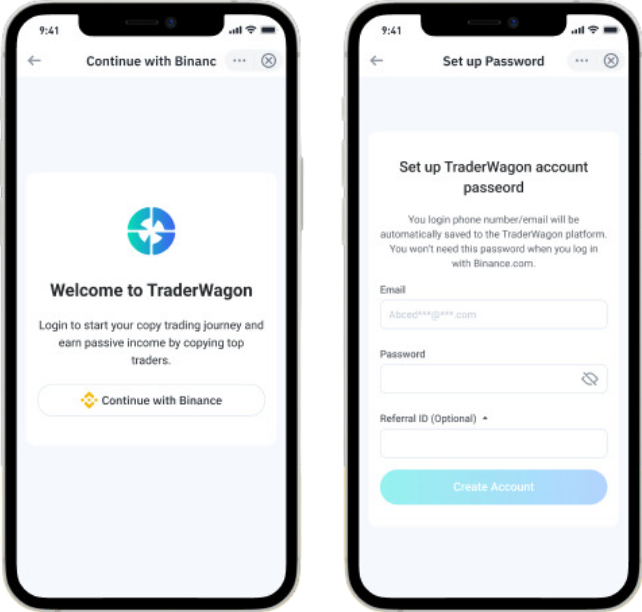 9:41
Continue with Binanc
Welcome to TraderWagon
Login to start your copy trading journey and
earn passive income by copying top
traders.
Continue with Binance
9:41
Set up Password
Set up TraderWagon account
passeord
You login phone number/email will be
automatically saved to the TraderWagon platform.
You won't need this password when you log in
with Binance.com.
Email
Abced***@***.com
Password
Referral ID (Optional)
Create Account